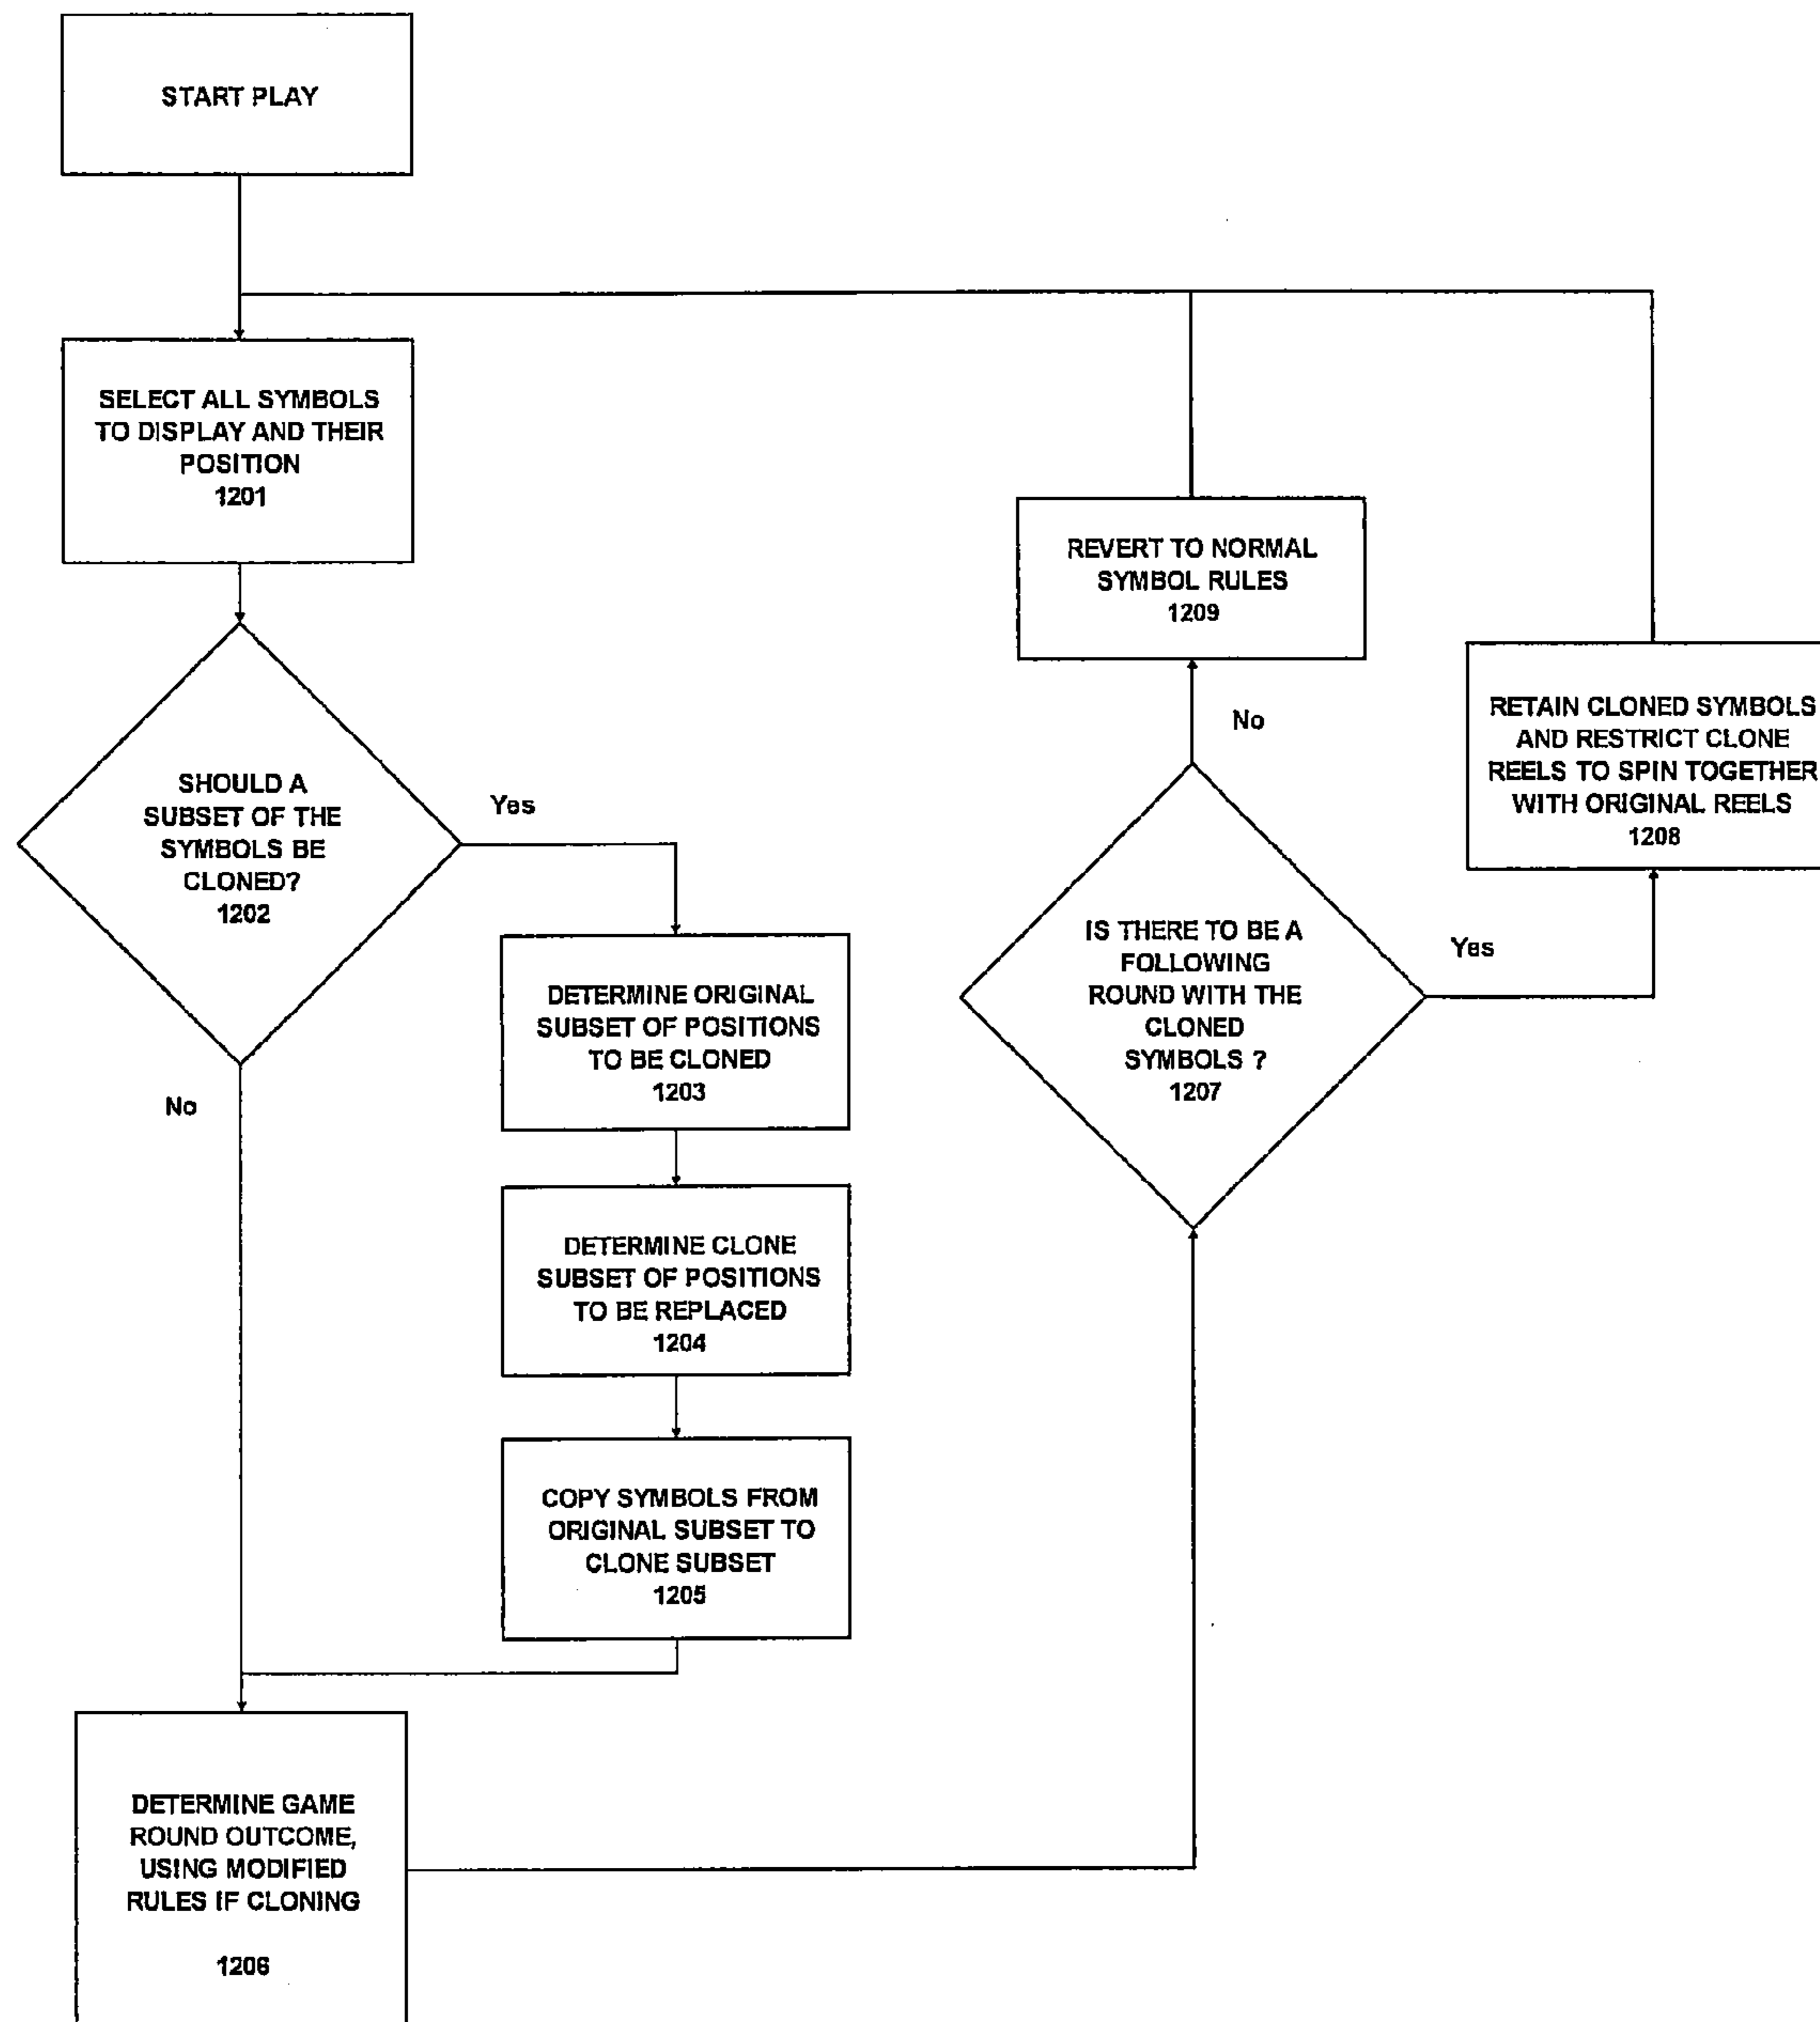 START PLAY
SELECT ALL SYMBOLS
TO DISPLAY AND THEIR
POSITION
1201
SHOULD A
SUBSET OF THE
SYMBOLS BE
CLONED?
1202
Yes
No
DETERMINE ORIGINAL
SUBSET OF POSITIONS
TO BE CLONED
1203
DETERMINE CLONE
SUBSET OF POSITIONS
TO BE REPLACED
1204
COPY SYMBOLS FROM
ORIGINAL SUBSET TO
CLONE SUBSET
1205
DETERMINE GAME
ROUND OUTCOME,
USING MODIFIED
RULES IF CLONING
1206
IS THERE TO BE A
FOLLOWING
ROUND WITH THE
CLONED
SYMBOLS ?
1207
No
Yes
REVERT TO NORMAL
SYMBOL RULES
1209
RETAIN CLONED SYMBOLS
AND RESTRICT CLONE
REELS TO SPIN TOGETHER
WITH ORIGINAL REELS
1208